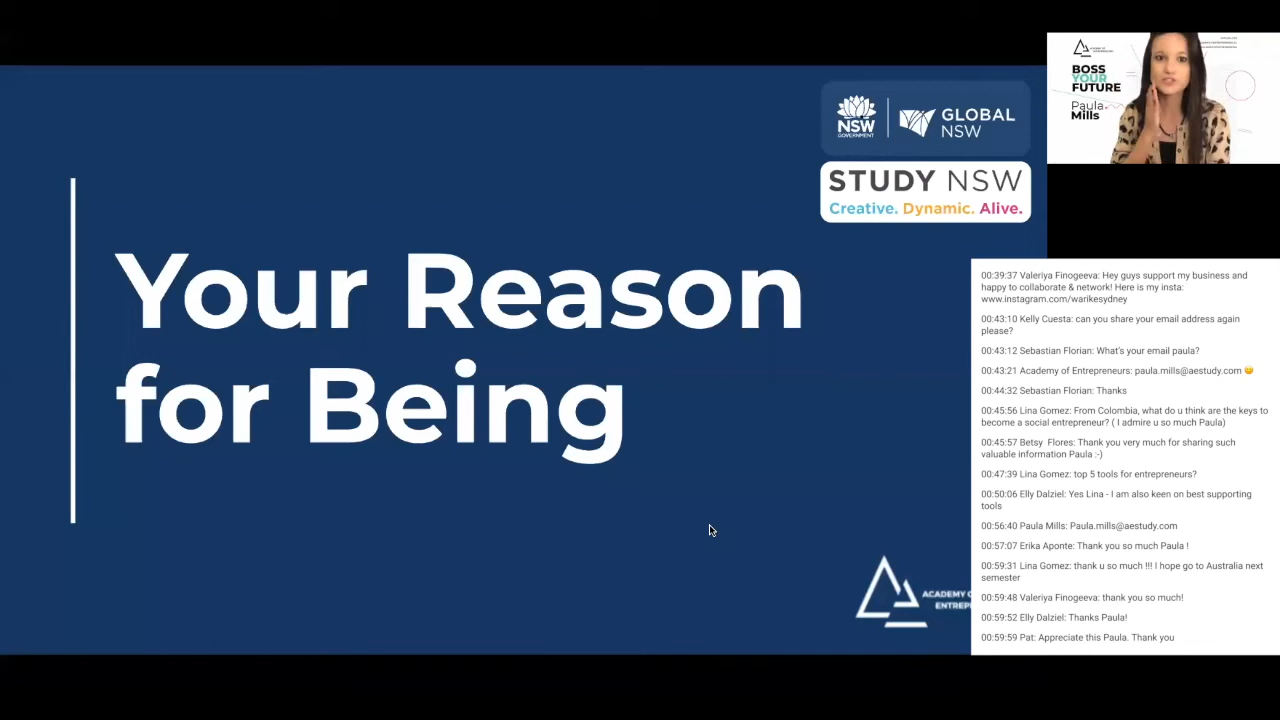 NSW
GOVERNMENT
GLOBAL
NSW
STUDY NSW
Creative. Dynamic. Alive.
Your Reason
for Being
ACADEMY
ENTREP
BOSS
YOUR
FUTURE
Paula
Mills
00:39:37 Valeriya Finogeeva: Hey guys support my business and
happy to collaborate & network! Here is my insta:
www.instagram.com/warikesydney
00:43:10 Kelly Cuesta: can you share your email address again
please?
00:43:12 Sebastian Florian: What's your email paula?
00:43:21 Academy of Entrepreneurs: paula.mills@aestudy.com 😀
00:44:32 Sebastian Florian: Thanks
00:45:56 Lina Gomez: From Colombia, what do u think are the keys to
become a social entrepreneur? ( I admire u so much Paula)
00:45:57 Betsy Flores: Thank you very much for sharing such
valuable information Paula :-)
00:47:39 Lina Gomez: top 5 tools for entrepreneurs?
00:50:06 Elly Dalziel: Yes Lina - I am also keen on best supporting
tools
00:56:40 Paula Mills: Paula.mills@aestudy.com
00:57:07 Erika Aponte: Thank you so much Paula !
00:59:31 Lina Gomez: thank u so much !!! I hope go to Australia next
semester
00:59:48 Valeriya Finogeeva: thank you so much!
00:59:52 Elly Dalziel: Thanks Paula!
00:59:59 Pat: Appreciate this Paula. Thank you